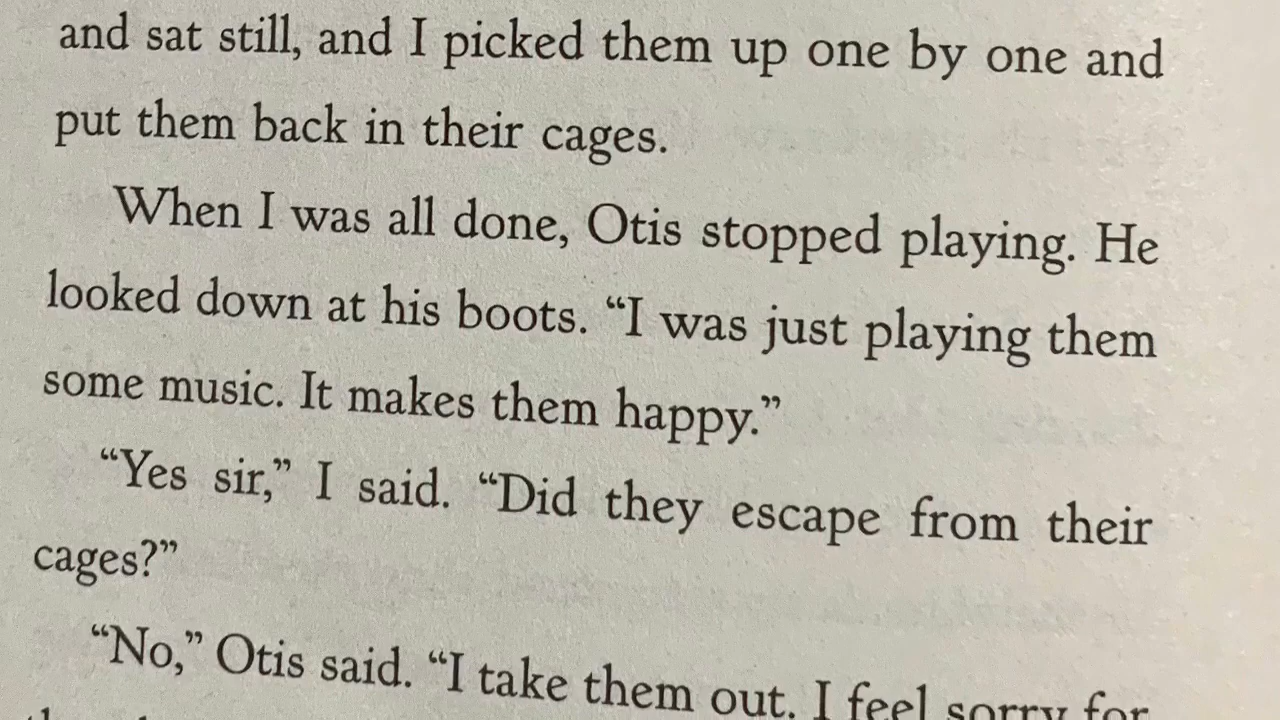 and sat still, and I picked them up one by one and
put them back in their cages.
When I was all done, Otis stopped playing. He
looked down at his boots. “I was just playing them
some music. It makes them happy.”
“Yes sir,” I said. “Did they escape from their
cages?”
“No,” Otis said. “I take them out. I feel sorry for